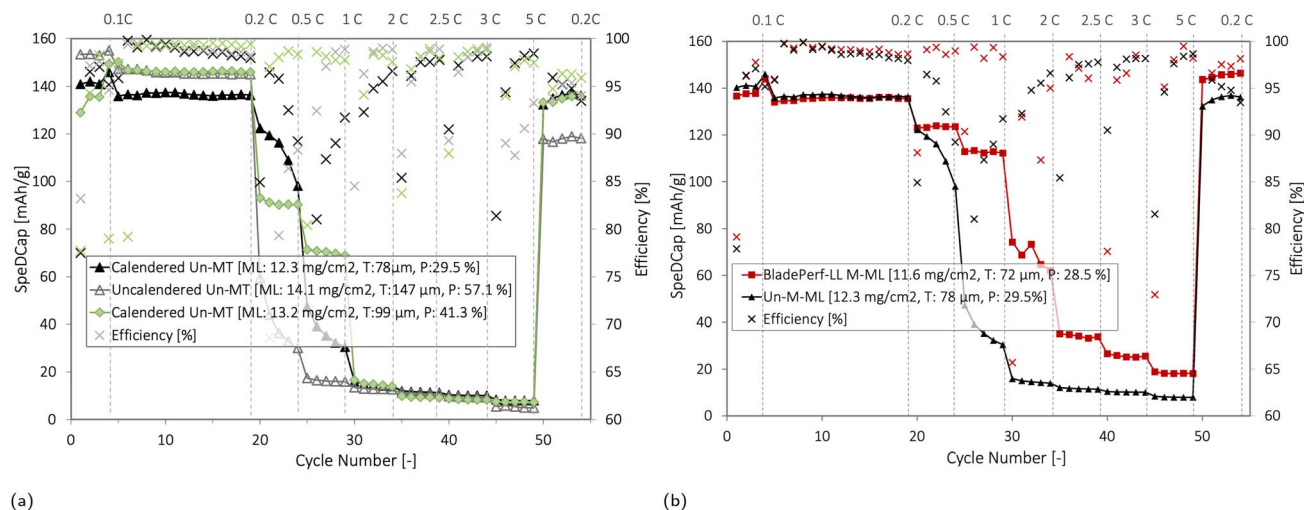 0.1 C 0.2 C 0.5 C 1 C 2 C 2.5 C 3 C 5 C 0.2 C
160
140
120
100
80
60
40
20
0
SpeDCap [mAh/g]
100
95
90
85
80
75
70
65
60
Efficiency [%]
Calendered Un-MT [ML: 12.3 mg/cm2, T:78µm, P:29.5 %]
Uncalendered Un-MT [ML: 14.1 mg/cm2, T:147 µm, P: 57.1 %]
Calendered Un-MT [ML: 13.2 mg/cm2, T:99 µm, P: 41.3 %]
Efficiency [%]
0 10 20 30 40 50
Cycle Number [-]
(a)
0.1 C 0.2 C 0.5 C 1 C 2 C 2.5 C 3 C 5 C 0.2 C
160
140
120
100
80
60
40
20
0
SpeDCap [mAh/g]
100
95
90
85
80
75
70
65
60
Efficiency [%]
BladePerf-LL M-ML [11.6 mg/cm2, T: 72 µm, P: 28.5 %]
Un-M-ML [12.3 mg/cm2, T: 78 µm, P: 29.5%]
Efficiency [%]
0 10 20 30 40 50
Cycle Number [-]
(b)